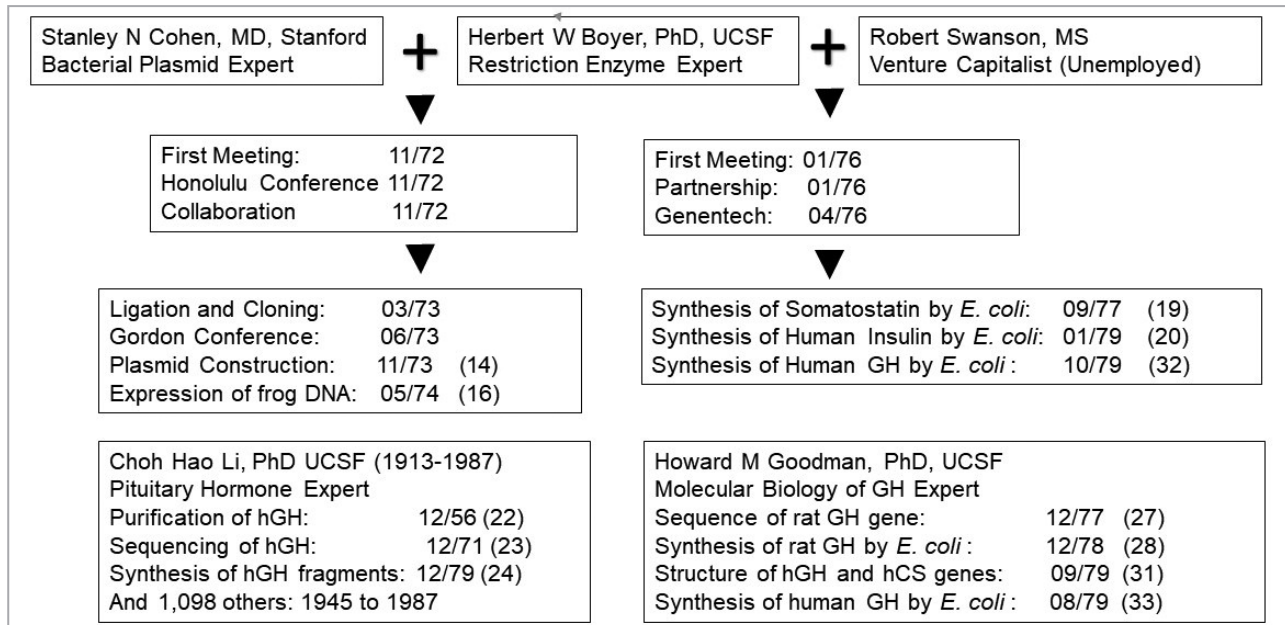 Stanley N Cohen, MD, Stanford
Bacterial Plasmid Expert
+
Herbert W Boyer, PhD, UCSF
Restriction Enzyme Expert
+
Robert Swanson, MS
Venture Capitalist (Unemployed)
First Meeting: 11/72
Honolulu Conference 11/72
Collaboration 11/72
First Meeting: 01/76
Partnership: 01/76
Genentech: 04/76
Ligation and Cloning: 03/73
Gordon Conference: 06/73
Plasmid Construction: 11/73 (14)
Expression of frog DNA: 05/74 (16)
Synthesis of Somatostatin by E. coli: 09/77 (19)
Synthesis of Human Insulin by E. coli: 01/79 (20)
Synthesis of Human GH by E. coli : 10/79 (32)
Choh Hao Li, PhD UCSF (1913-1987)
Pituitary Hormone Expert
Purification of hGH: 12/56 (22)
Sequencing of hGH: 12/71 (23)
Synthesis of hGH fragments: 12/79 (24)
And 1,098 others: 1945 to 1987
Howard M Goodman, PhD, UCSF
Molecular Biology of GH Expert
Sequence of rat GH gene: 12/77 (27)
Synthesis of rat GH by E. coli : 12/78 (28)
Structure of hGH and hCS genes: 09/79 (31)
Synthesis of human GH by E. coli : 08/79 (33)